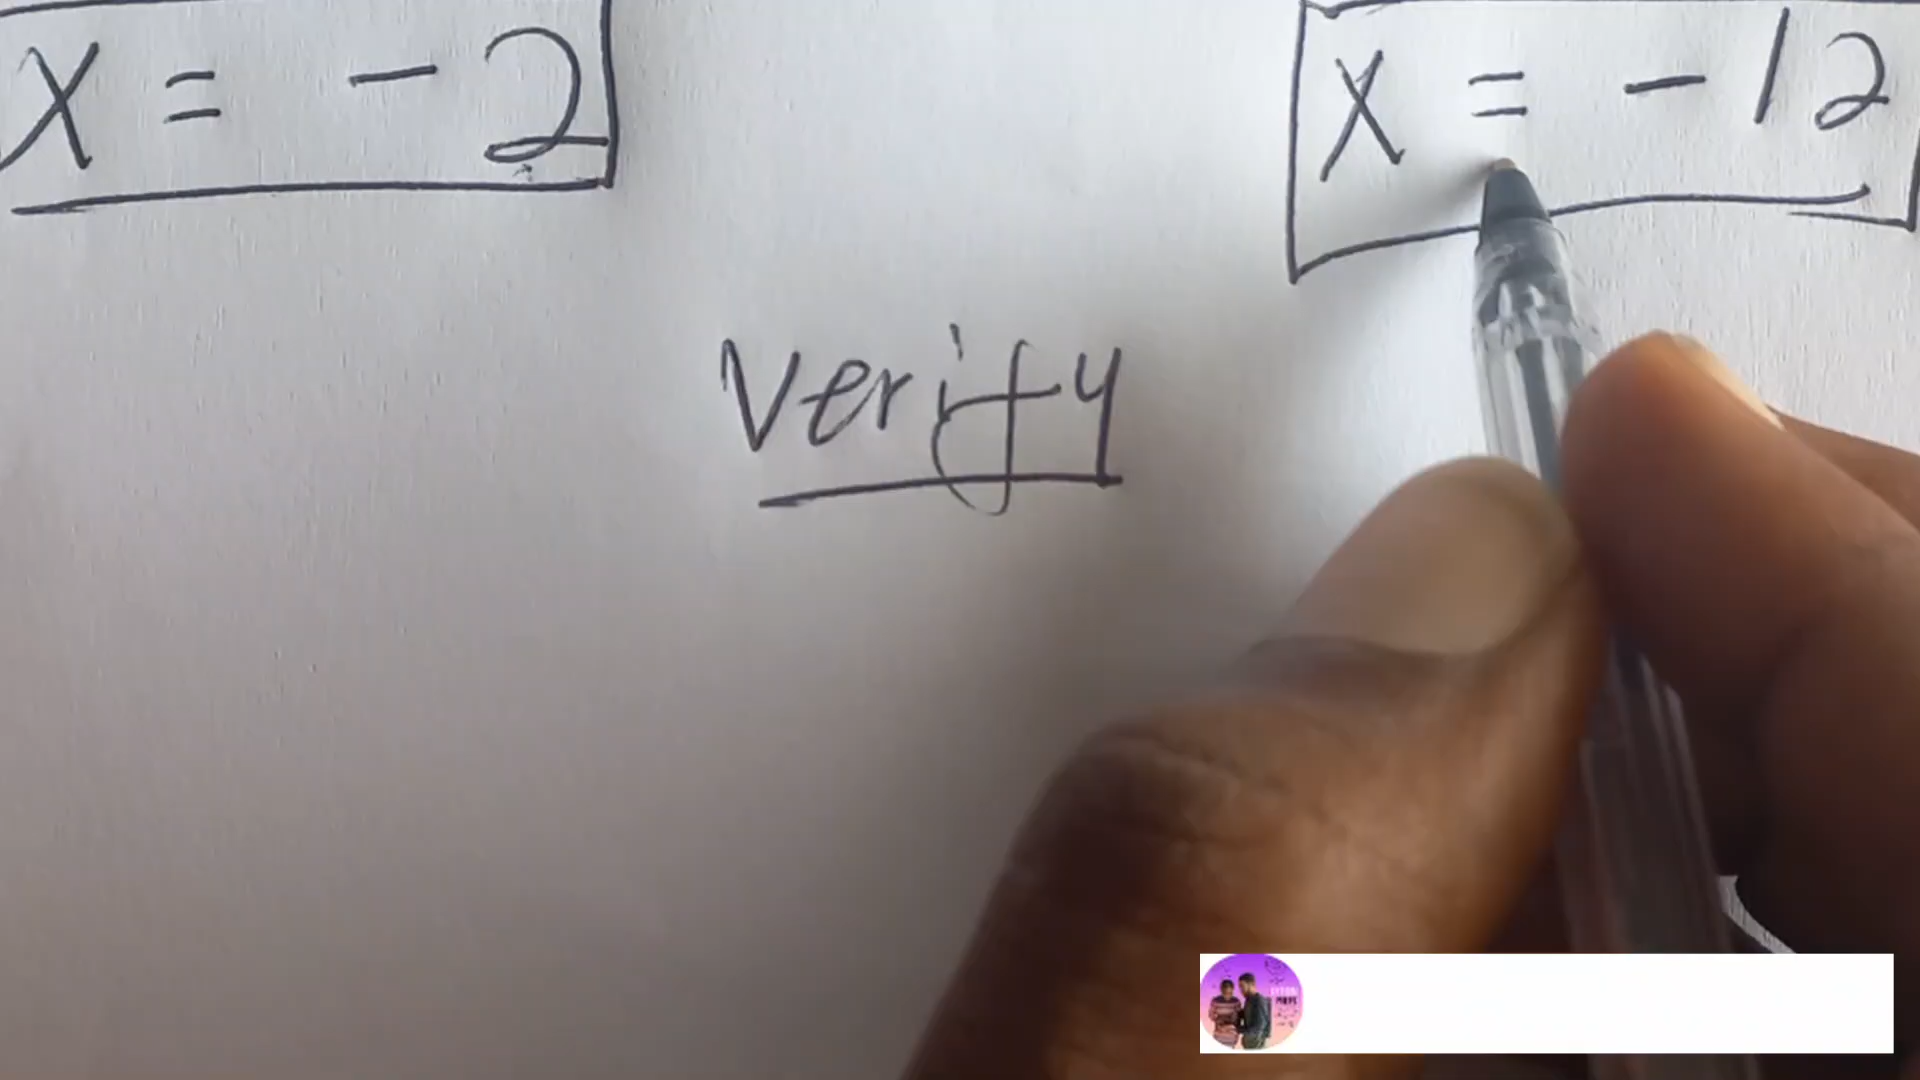 x = - 2
x = - 12
Verify